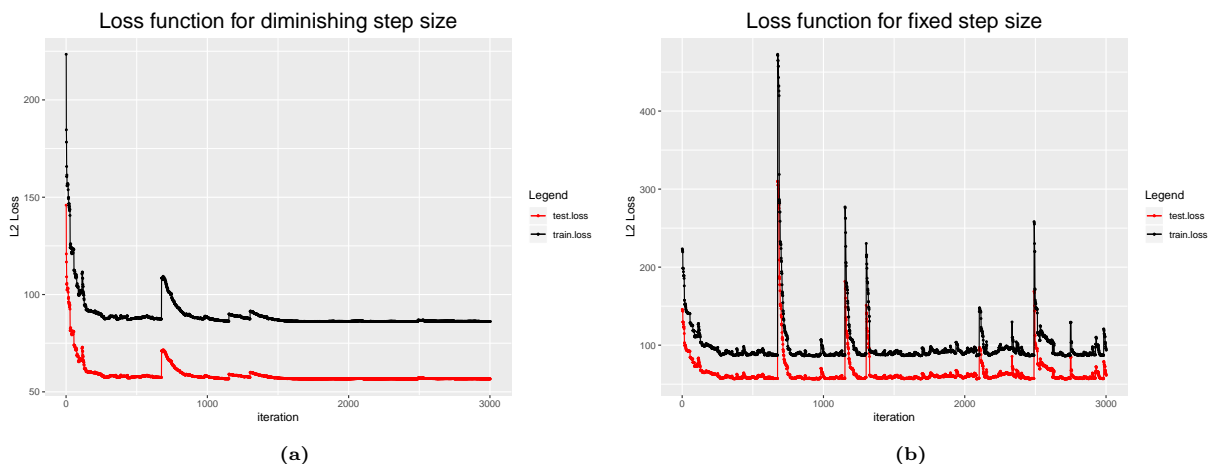 Loss function for diminishing step size
200
150
100
50
L2 Loss
0
1000
2000
3000
iteration
Legend
test.loss
train.loss
(a)
Loss function for fixed step size
400
300
200
100
L2 Loss
0
1000
2000
3000
iteration
Legend
test.loss
train.loss
(b)